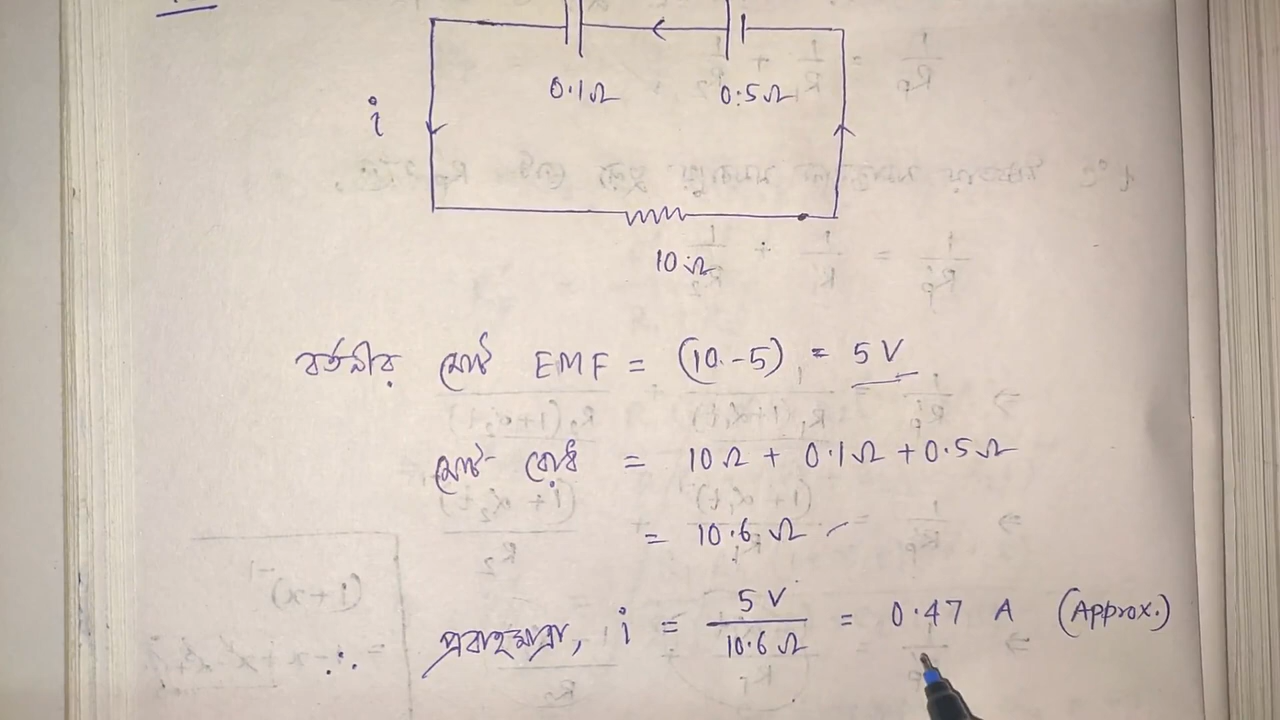 0.1Ω 0.5Ω
i
10Ω
বর্তনীর মোট EMF = (10-5) = 5 V
মোট রোধ = 10Ω + 0.1Ω + 0.5Ω
= 10.6Ω
∴ প্রবাহমাত্রা, i = 5 V / 10.6Ω = 0.47 A (Approx.)